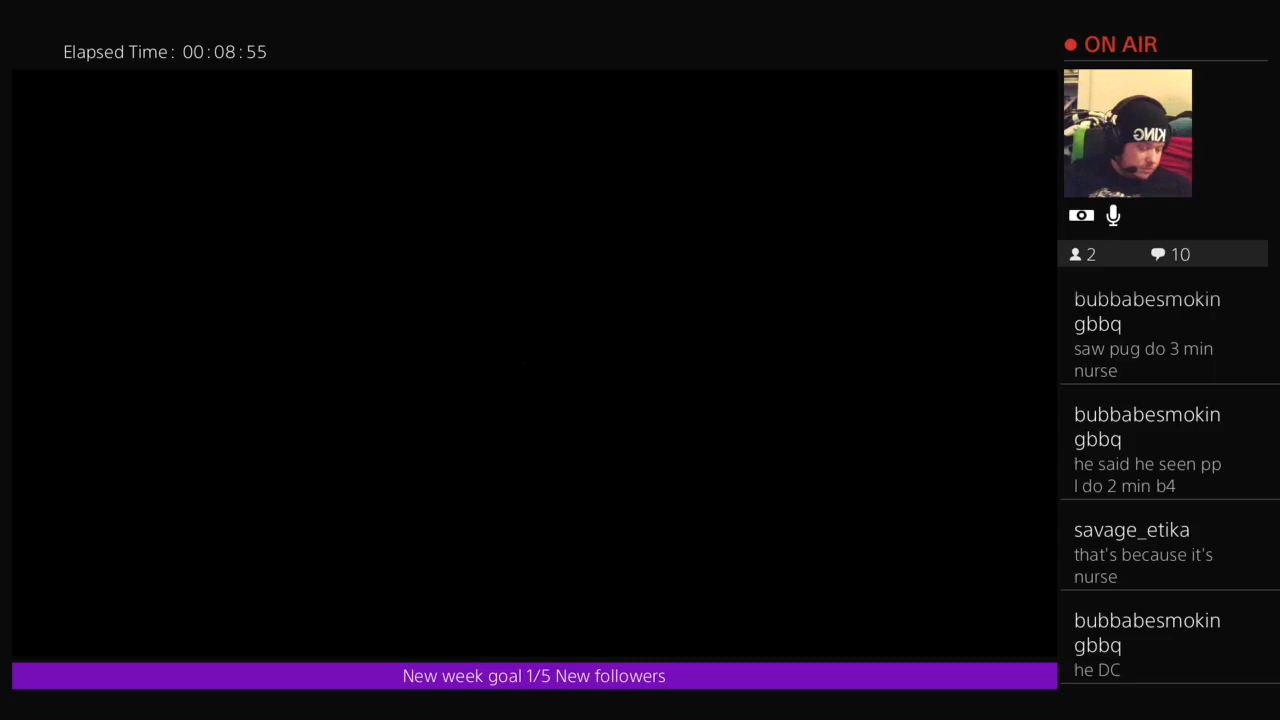 Elapsed Time: 00:08:55
ON AIR
KING
2 10
bubbabesmokin
gbbq
saw pug do 3 min
nurse
bubbabesmokin
gbbq
he said he seen pp
l do 2 min b4
savage_etika
that's because it's
nurse
bubbabesmokin
gbbq
he DC
New week goal 1/5 New followers